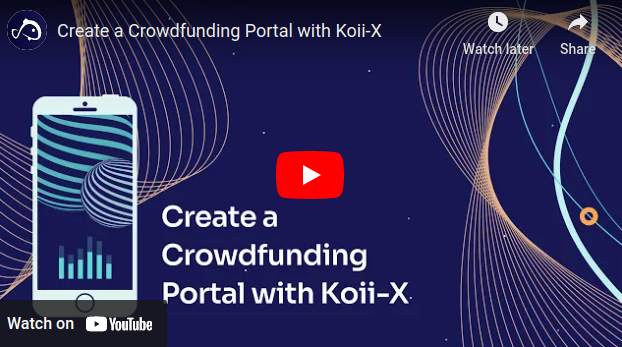 Create a Crowdfunding Portal with Koii-X
Watch later
Share
Create a
Crowdfunding
Portal with Koii-X
Watch on YouTube